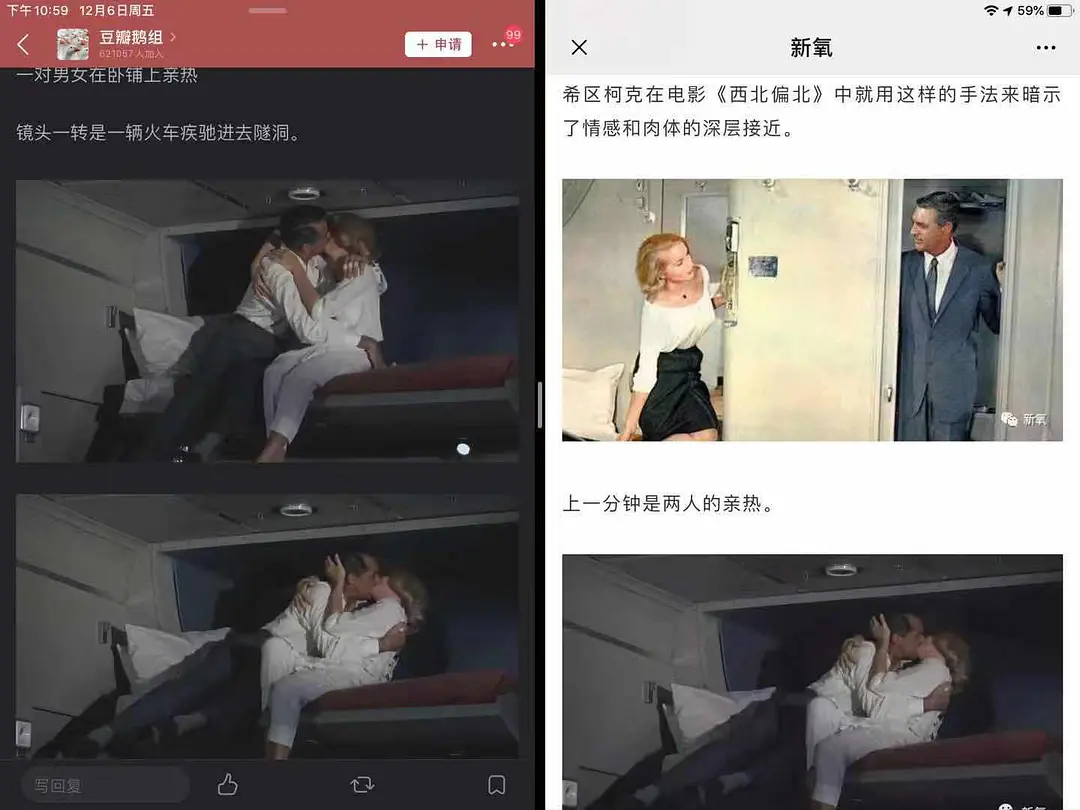 下午10:59 12月6日周五
豆瓣鹅组
621057人加入
+ 申请
99
一对男女在卧铺上亲热
镜头一转是一辆火车疾驰进去隧洞。
写回复
59%
新氧
希区柯克在电影《西北偏北》中就用这样的手法来暗示
了情感和肉体的深层接近。
新氧
上一分钟是两人的亲热。
新氧